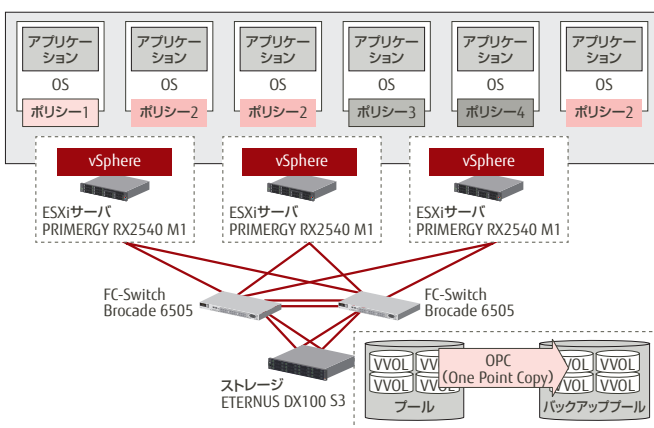 アプリケー
ション
OS
ポリシー1
アプリケー
ション
OS
ポリシー2
アプリケー
ション
OS
ポリシー2
アプリケー
ション
OS
ポリシー3
アプリケー
ション
OS
ポリシー4
アプリケー
ション
OS
ポリシー2
vSphere
ESXiサーバ
PRIMERGY RX2540 M1
vSphere
ESXiサーバ
PRIMERGY RX2540 M1
vSphere
ESXiサーバ
PRIMERGY RX2540 M1
FC-Switch
Brocade 6505
FC-Switch
Brocade 6505
ストレージ
ETERNUS DX100 S3
VVOL VVOL
VVOL VVOL
プール
OPC
(One Point Copy)
VVOL VVOL
VVOL VVOL
バックアッププール